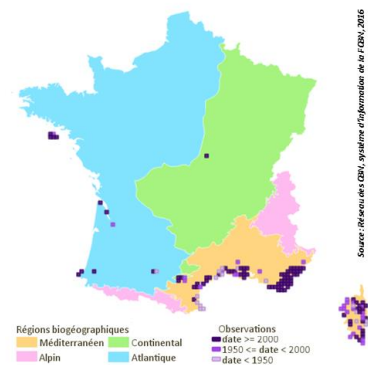 Source : Réseau des CBN, système d'information de la FCBN, 2016
Régions biogéographiques
Méditerranéen
Continental
Alpin
Atlantique
Observations
date >= 2000
1950 <= date < 2000
date < 1950